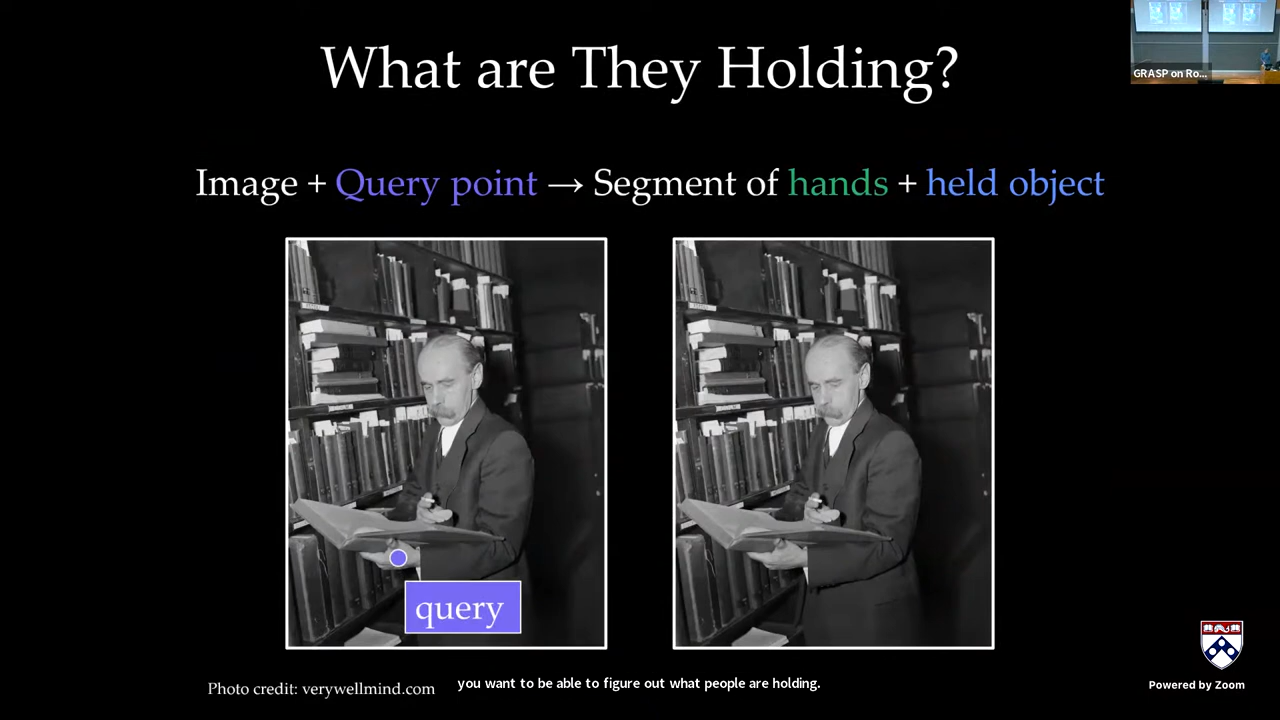 What are They Holding?
GRASP on Ro...
Image + Query point → Segment of hands + held object
query
Photo credit: verywellmind.com
you want to be able to figure out what people are holding.
Powered by Zoom